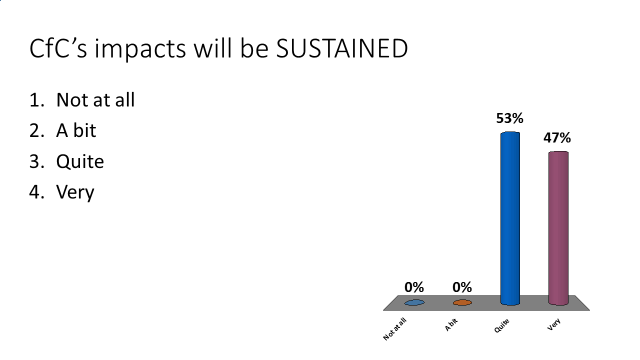 CfC’s impacts will be SUSTAINED
1. Not at all
2. A bit
3. Quite
4. Very
53%
47%
0% 0%
Not at all A bit Quite Very